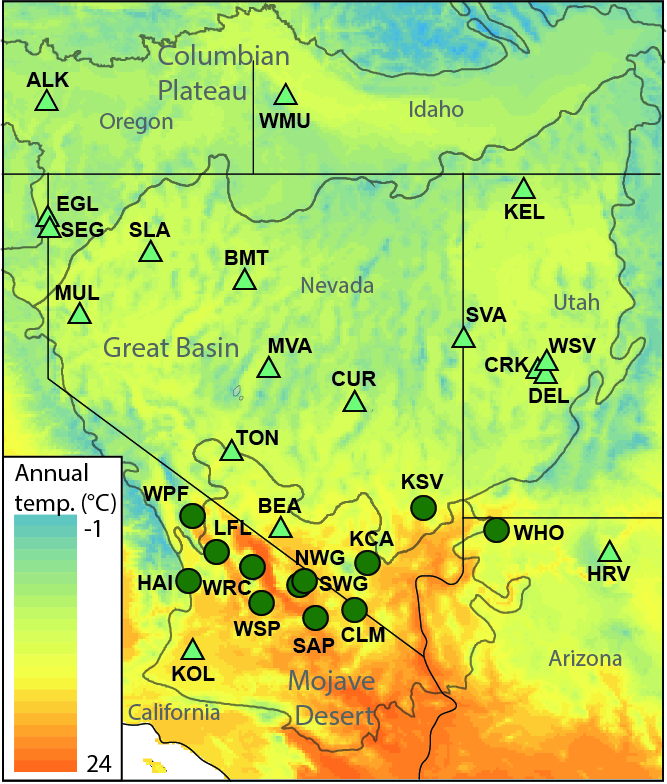 Columbian
Plateau
ALK
WMU
Idaho
Oregon
EGL
SEG
SLA
KEL
BMT
Nevada
MUL
Utah
SVA
Great Basin
MVA
WSV
CRK
CUR
DEL
TON
Annual
temp. (°C)
-1
24
WPF
LFL
BEA
KSV
KCA
WHO
HAI
WRC
NWG
SWG
HRV
WSP
SAP
CLM
KOL
Mojave
Desert
Arizona
California